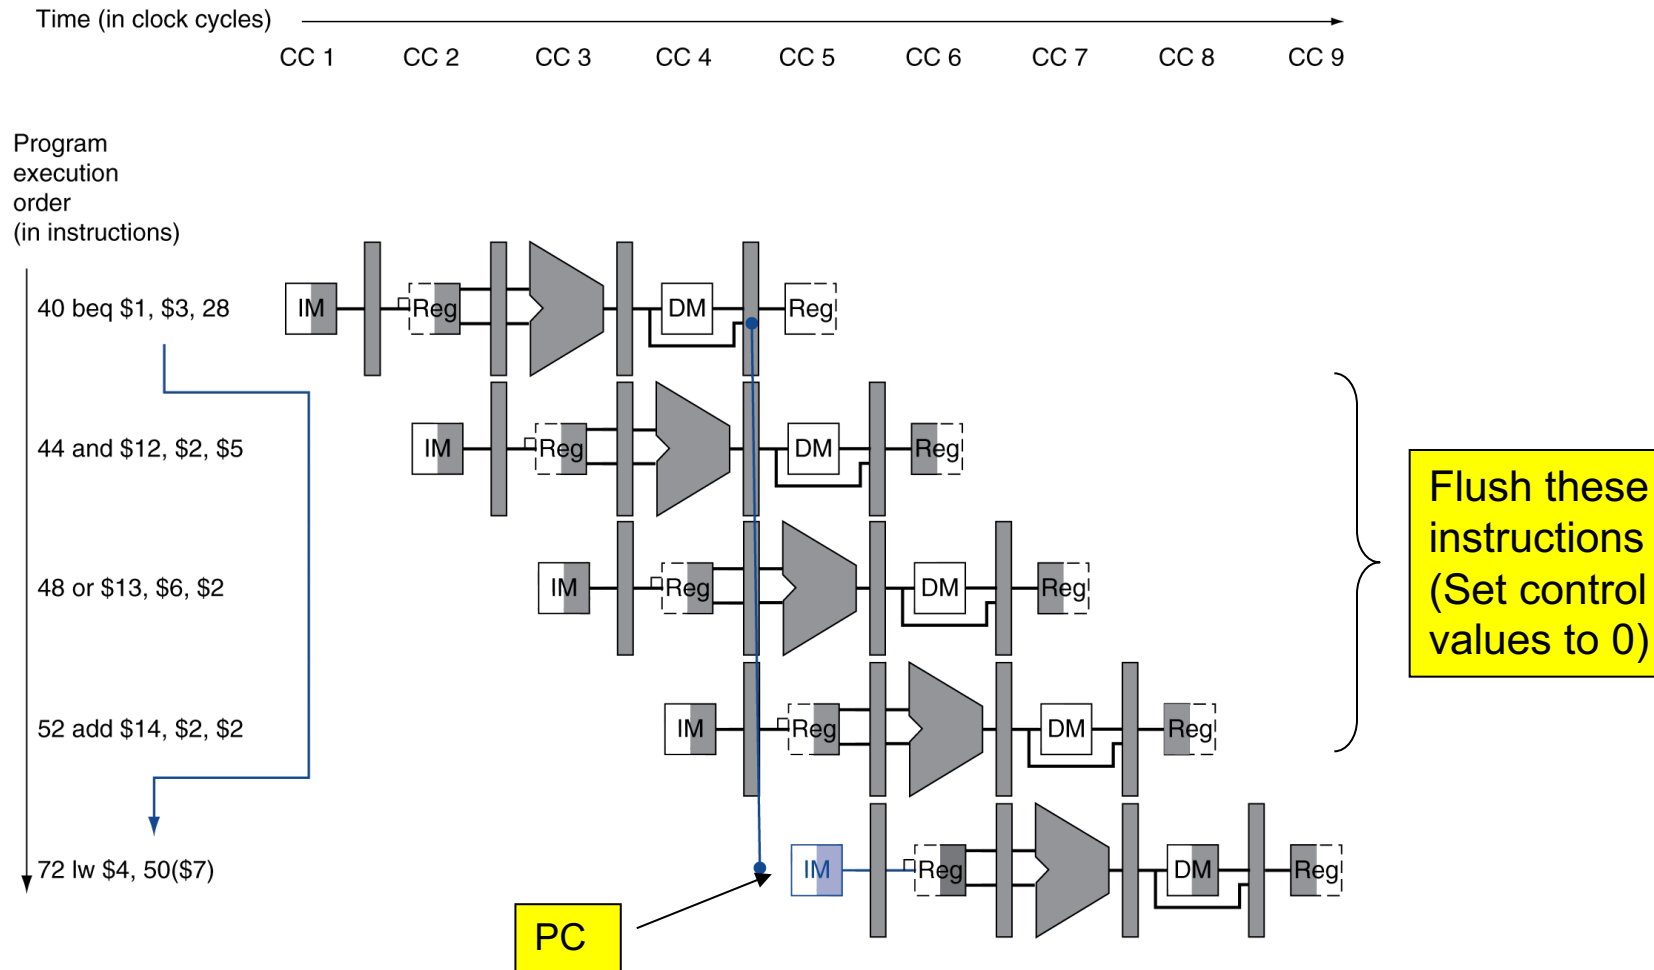 Time (in clock cycles)
CC 1 CC 2 CC 3 CC 4 CC 5 CC 6 CC 7 CC 8 CC 9
Program
execution
order
(in instructions)
40 beq $1, $3, 28
IM Reg DM Reg
44 and $12, $2, $5
IM Reg DM Reg
48 or $13, $6, $2
IM Reg DM Reg
52 add $14, $2, $2
IM Reg DM Reg
72 lw $4, 50($7)
IM Reg DM Reg
PC
Flush these
instructions
(Set control
values to 0)